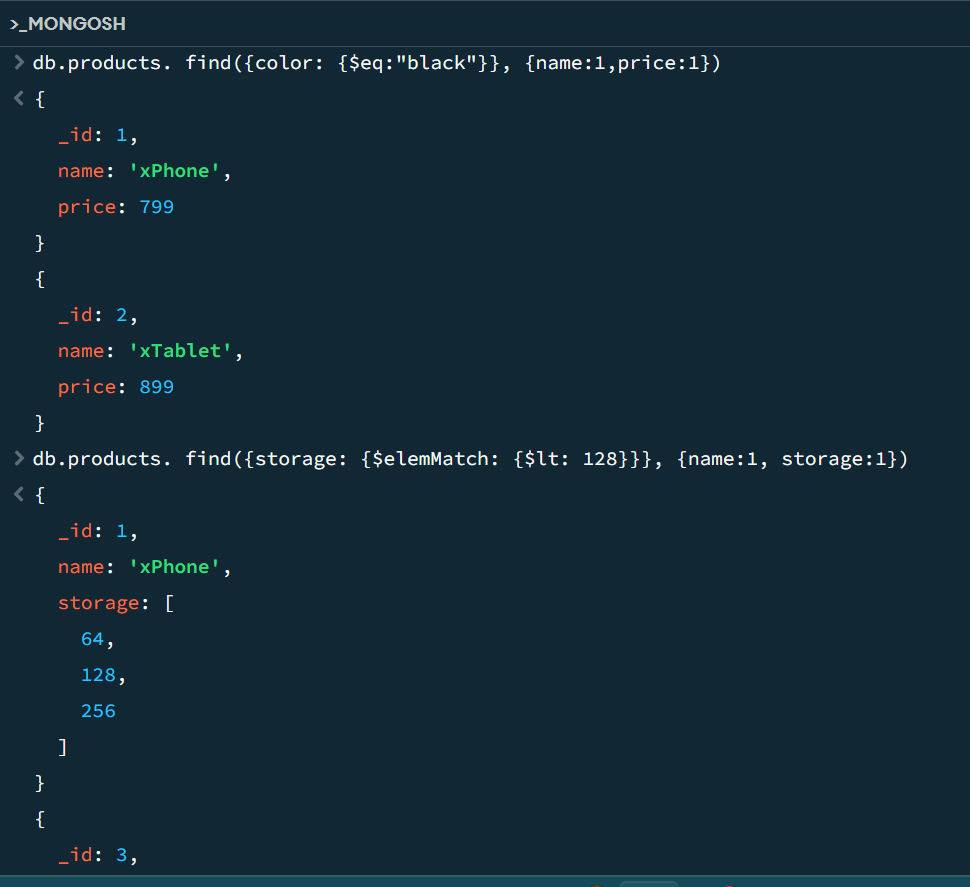 >_MONGOSH
> db.products. find({color: {$eq:"black"}}, {name:1,price:1})
< {
_id: 1,
name: 'xPhone',
price: 799
}
{
_id: 2,
name: 'xTablet',
price: 899
}
> db.products. find({storage: {$elemMatch: {$lt: 128}}}, {name:1, storage:1})
< {
_id: 1,
name: 'xPhone',
storage: [
64,
128,
256
]
}
{
_id: 3,